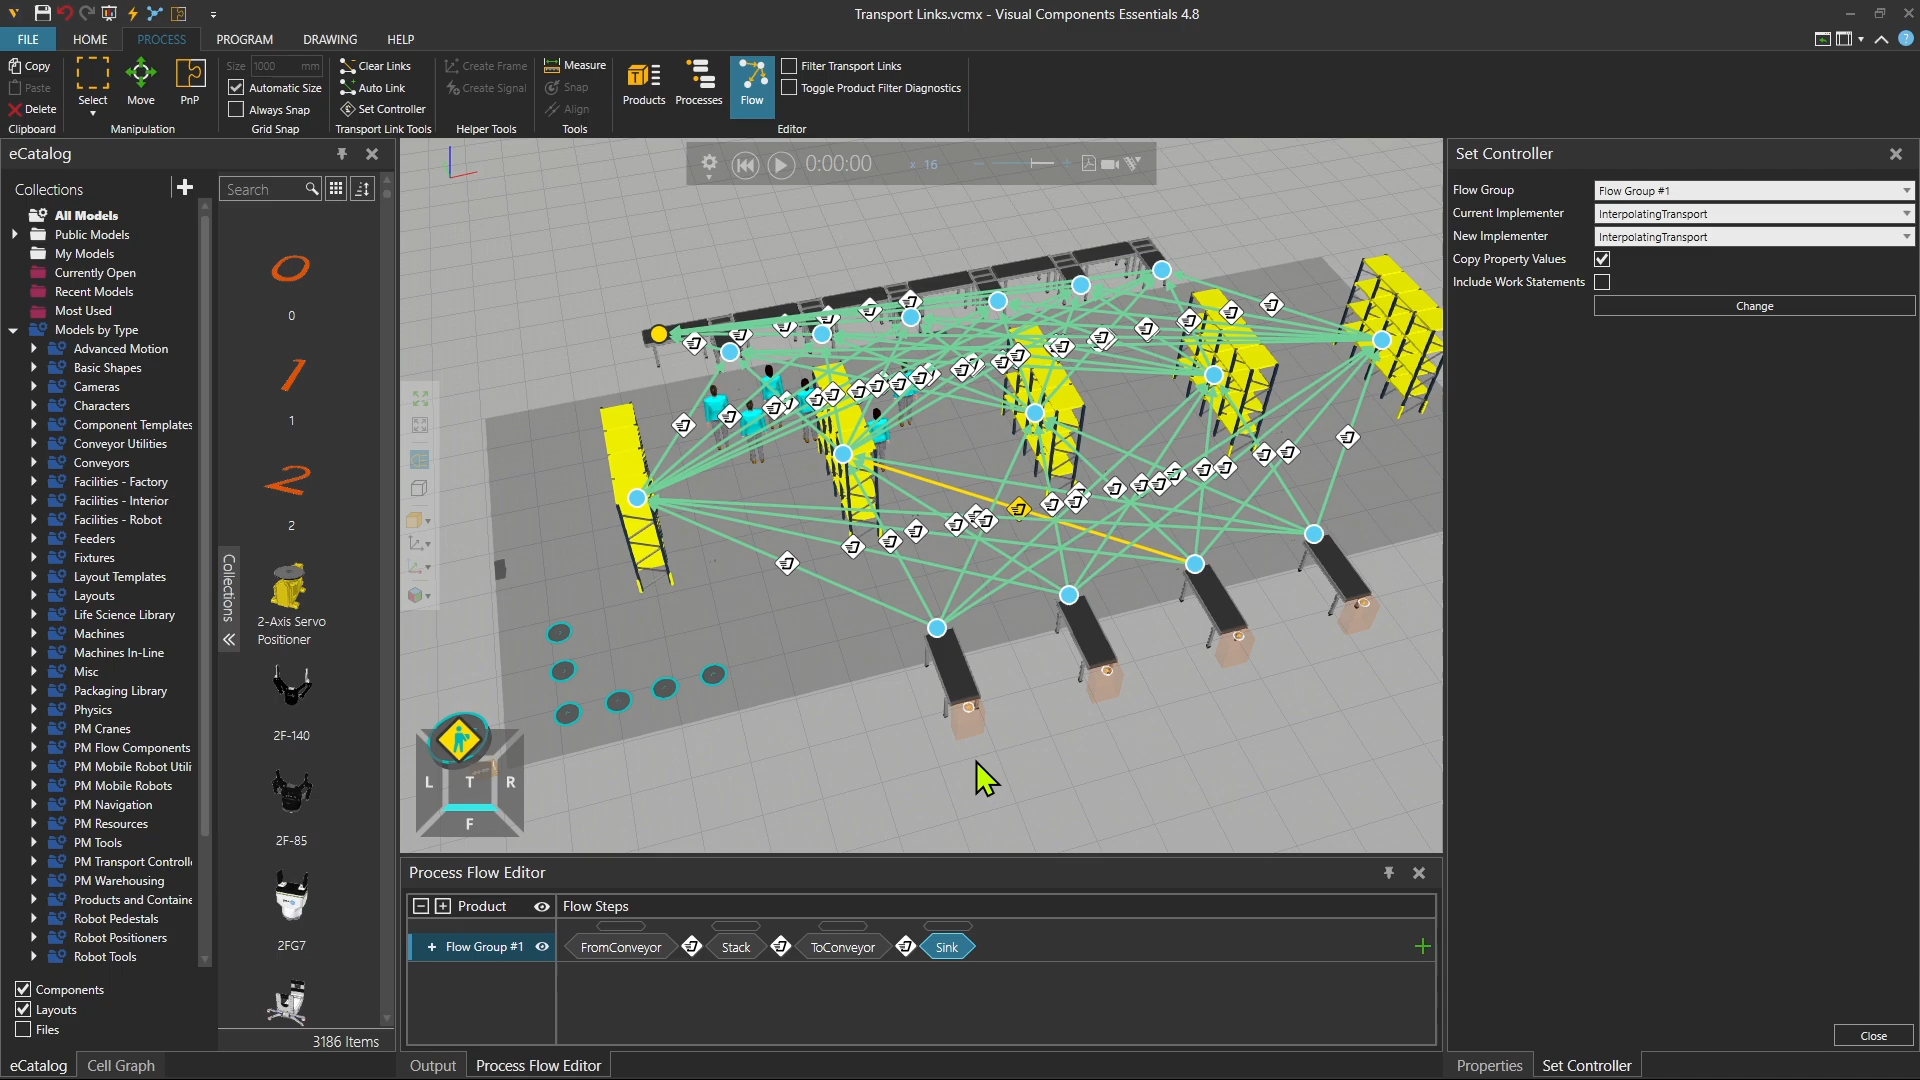 Transport Links.vcmx - Visual Components Essentials 4.8
FILE HOME PROCESS PROGRAM DRAWING HELP
Copy
Paste
Delete
Clipboard
Select
Move
PnP
Manipulation
Size 1000 mm
Automatic Size
Always Snap
Grid Snap
Clear Links
Auto Link
Set Controller
Transport Link Tools
Create Frame
Create Signal
Helper Tools
Measure
Snap
Align
Tools
Products
Processes
Flow
Filter Transport Links
Toggle Product Filter Diagnostics
Editor
eCatalog
Collections
All Models
Public Models
My Models
Currently Open
Recent Models
Most Used
Models by Type
Advanced Motion
Basic Shapes
Cameras
Characters
Component Templates
Conveyor Utilities
Conveyors
Facilities - Factory
Facilities - Interior
Facilities - Robot
Feeders
Fixtures
Layout Templates
Layouts
Life Science Library
Machines
Machines In-Line
Misc
Packaging Library
Physics
PM Cranes
PM Flow Components
PM Mobile Robot Utili
PM Mobile Robots
PM Navigation
PM Resources
PM Tools
PM Transport Controll
PM Warehousing
Products and Containe
Robot Pedestals
Robot Positioners
Robot Tools
Components
Layouts
Files
eCatalog
Cell Graph
Search
Collections
0
1
2
2-Axis Servo
Positioner
2F-140
2F-85
2FG7
3186 Items
0:00:00
x 16
L T R
F
Process Flow Editor
Product
Flow Steps
Flow Group #1
FromConveyor
Stack
ToConveyor
Sink
Output
Process Flow Editor
Set Controller
Flow Group
Flow Group #1
Current Implementer
InterpolatingTransport
New Implementer
InterpolatingTransport
Copy Property Values
Include Work Statements
Change
Close
Properties
Set Controller